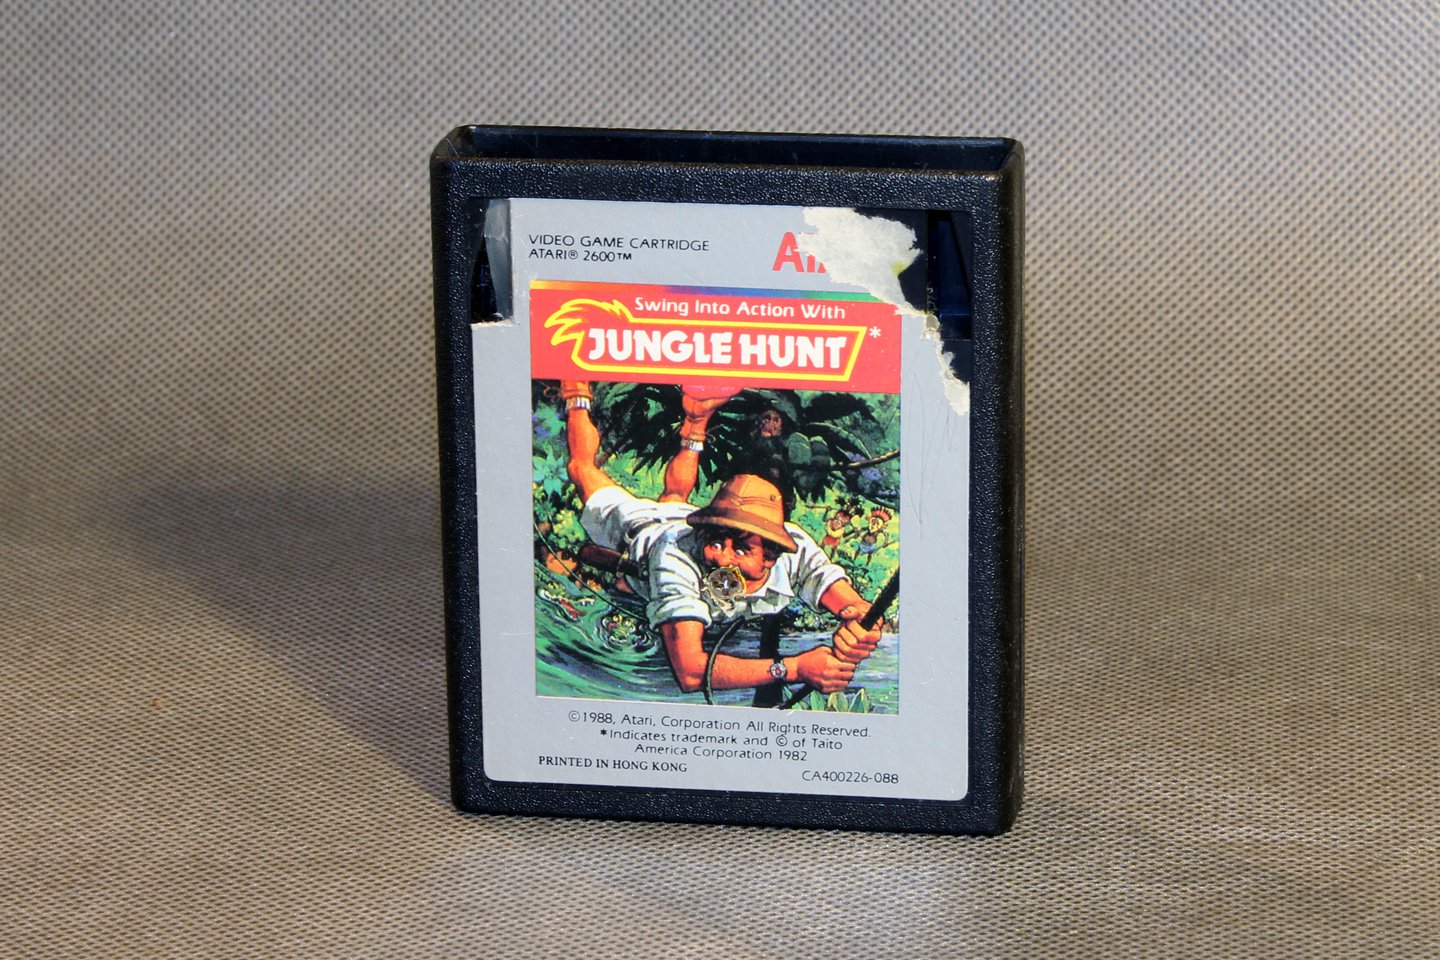 VIDEO GAME CARTRIDGE
ATARI® 2600™
Swing Into Action With
JUNGLE HUNT*
©1988, Atari, Corporation All Rights Reserved.
*Indicates trademark and © of Taito
America Corporation 1982
PRINTED IN HONG KONG
CA400226-088